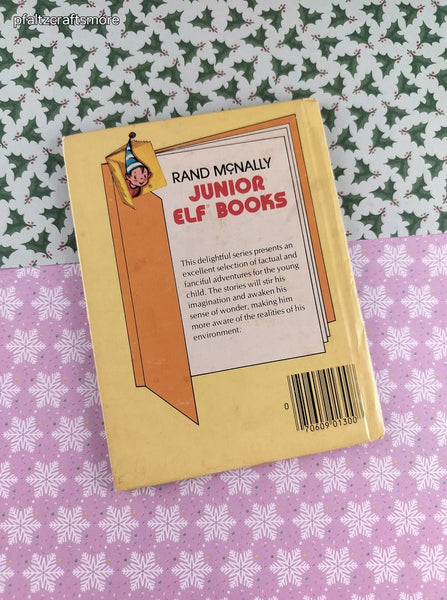 pfaltzcraftsmore
RAND McNALLY
JUNIOR
ELF® BOOKS
This delightful series presents an
excellent selection of factual and
fanciful adventures for the young
child. The stories will stir his
imagination and awaken his
sense of wonder, making him
more aware of the realities of his
environment.
0
70609 01300